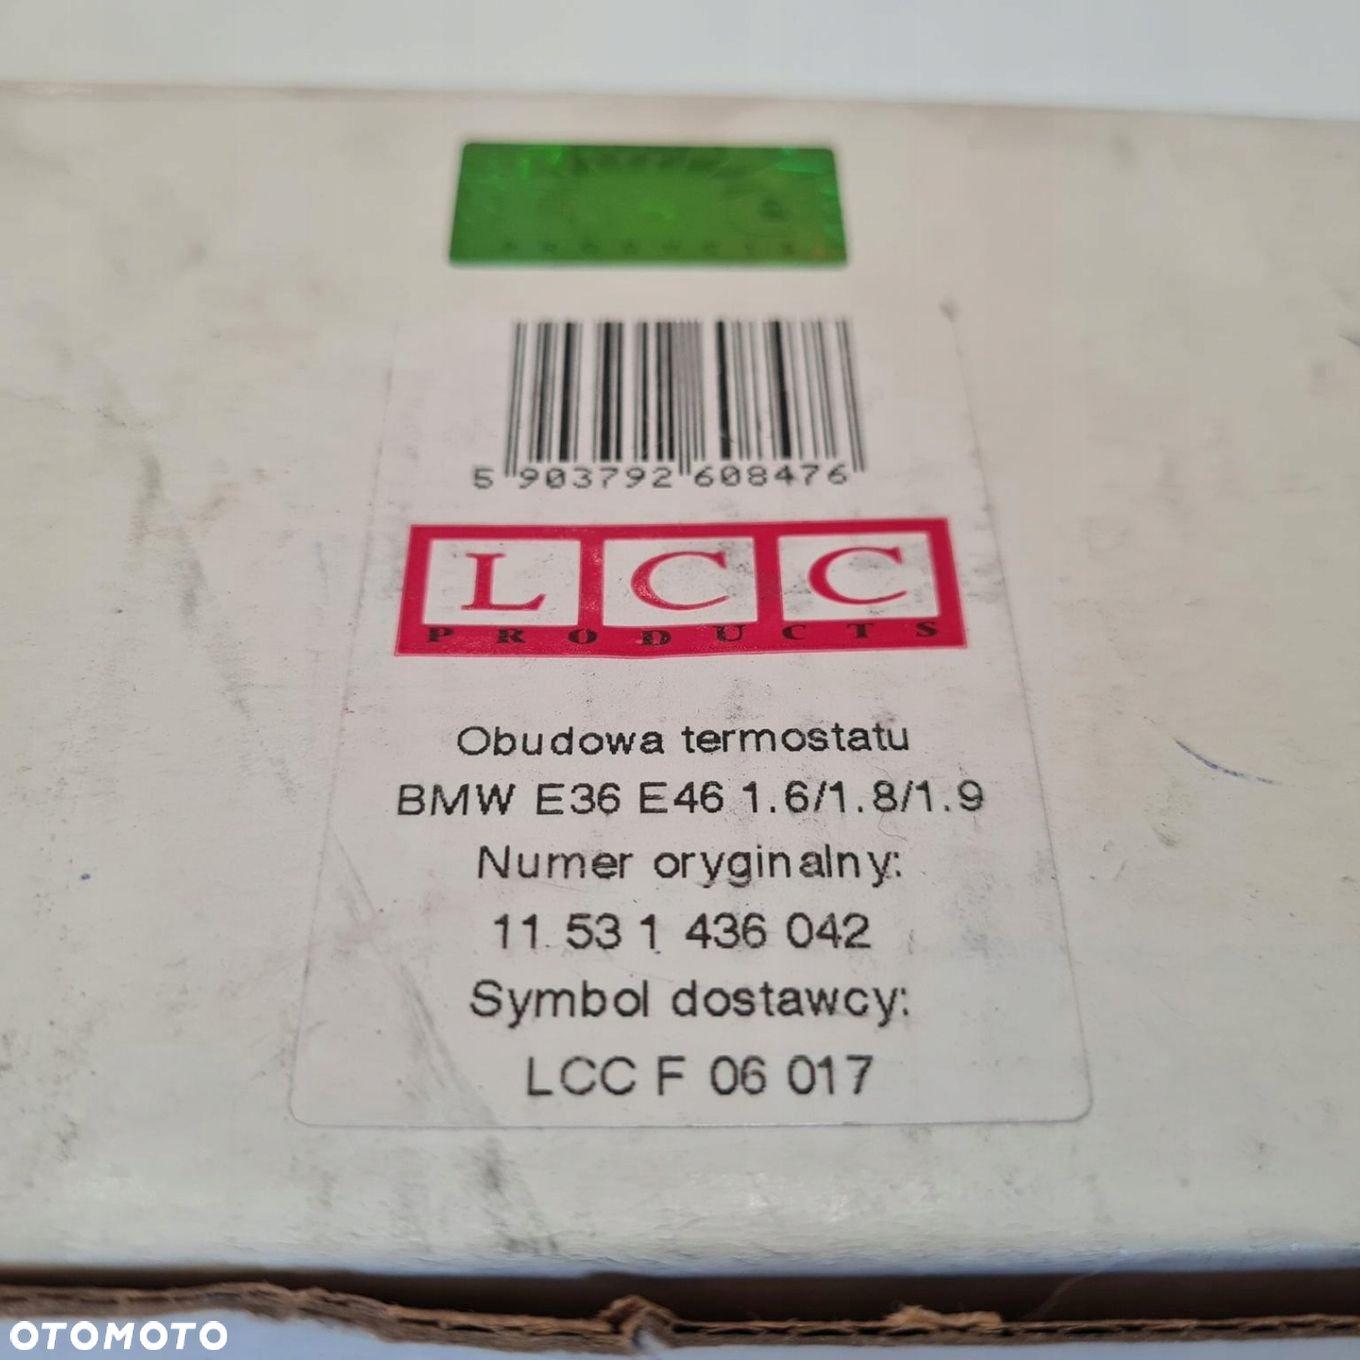 PRODUCTS
5 903792 608476
LCC
PRODUCTS
Obudowa termostatu
BMW E36 E46 1.6/1.8/1.9
Numer oryginalny:
11 53 1 436 042
Symbol dostawcy:
LCC F 06 017
OTOMOTO